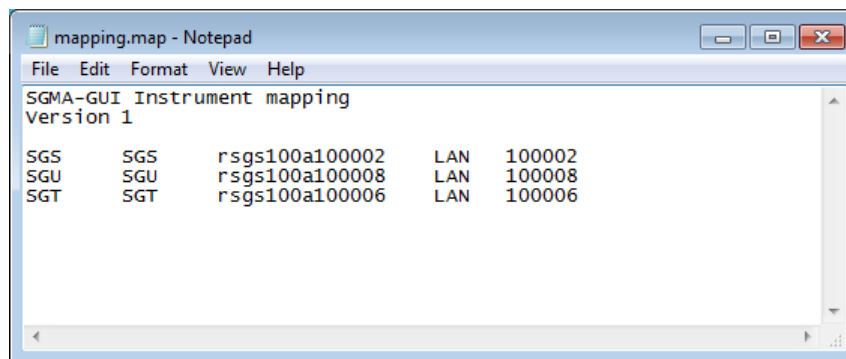 mapping.map - Notepad
File Edit Format View Help
SGMA-GUI Instrument mapping
Version 1
SGS SGS rsgs100a100002 LAN 100002
SGU SGU rsgs100a100008 LAN 100008
SGT SGT rsgs100a100006 LAN 100006